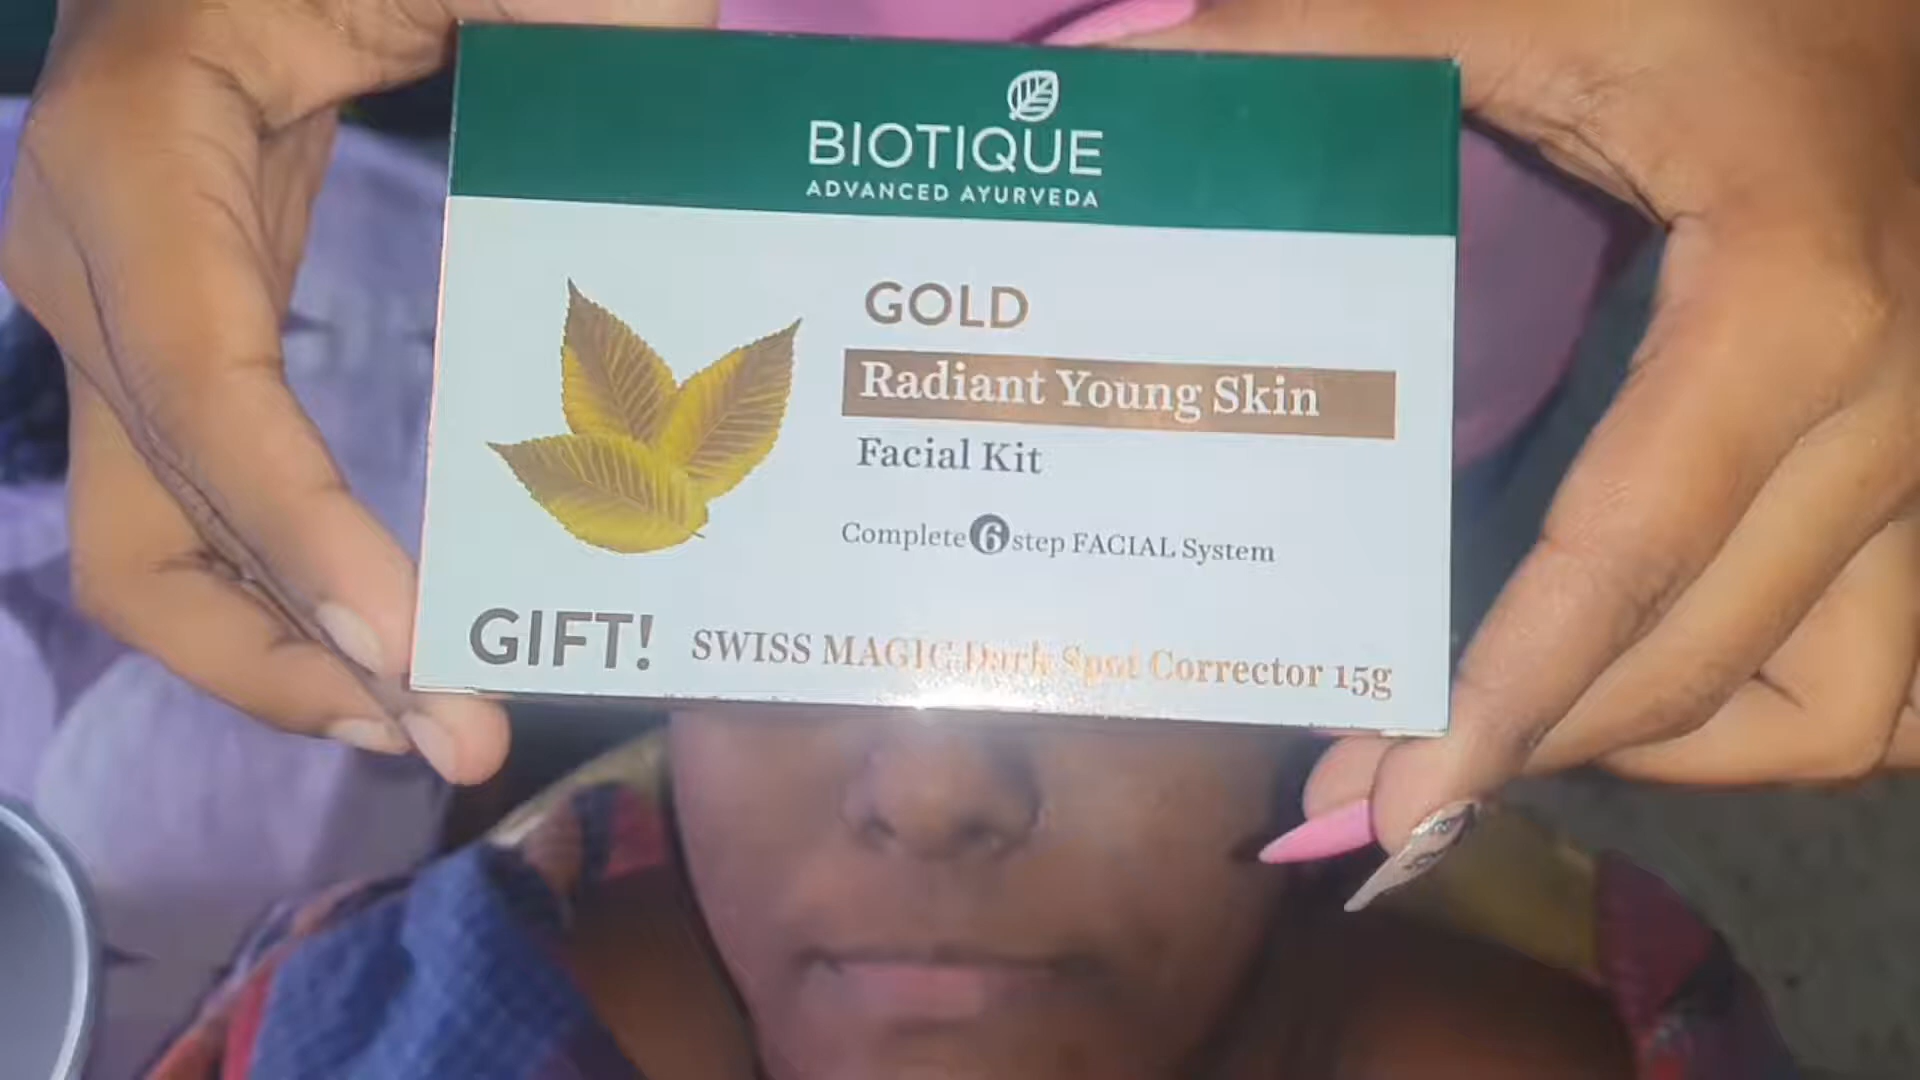 BIOTIQUE
ADVANCED AYURVEDA
GOLD
Radiant Young Skin
Facial Kit
Complete 6 step FACIAL System
GIFT! SWISS MAGIC Dark Spot Corrector 15g